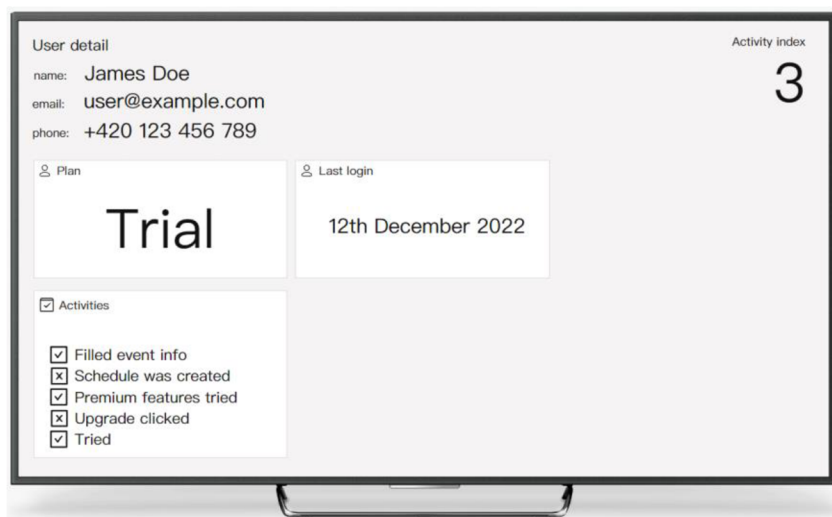 User detail
Activity index
name: James Doe
3
email: user@example.com
phone: +420 123 456 789
Plan
Last login
Trial
12th December 2022
Activities
Filled event info
Schedule was created
Premium features tried
Upgrade clicked
Tried